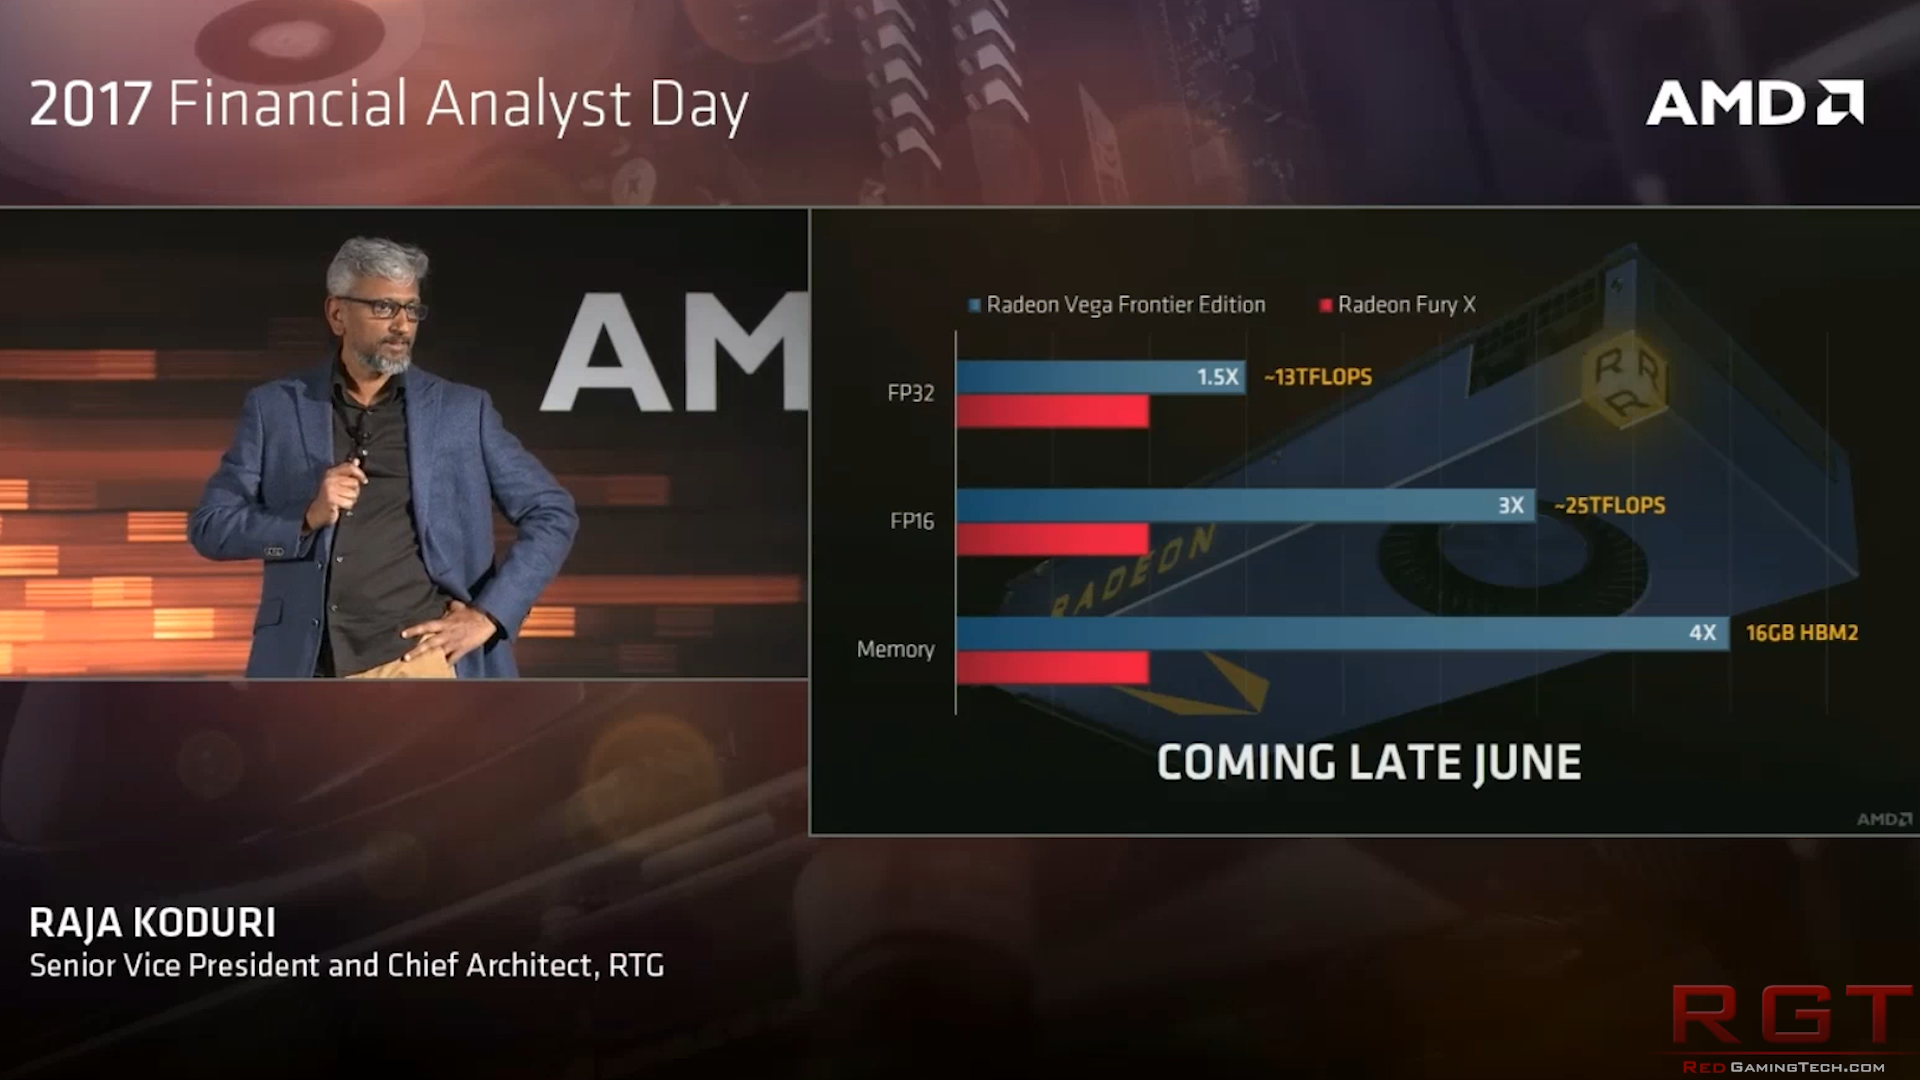 2017 Financial Analyst Day
AMD
AM
Radeon Vega Frontier Edition
Radeon Fury X
FP32
1.5X
~13TFLOPS
FP16
3X
~25TFLOPS
RADEON
Memory
4X
16GB HBM2
R R R
COMING LATE JUNE
AMD
RAJA KODURI
Senior Vice President and Chief Architect, RTG
RGT
REDGAMINGTECH.COM